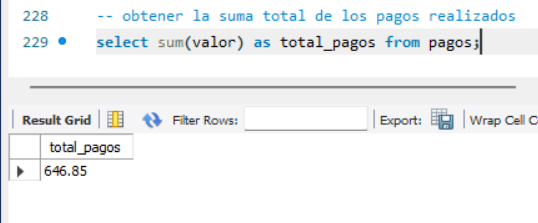 228 -- obtener la suma total de los pagos realizados
229 select sum(valor) as total_pagos from pagos;
Result Grid Filter Rows: Export: Wrap Cell
total_pagos
646.85